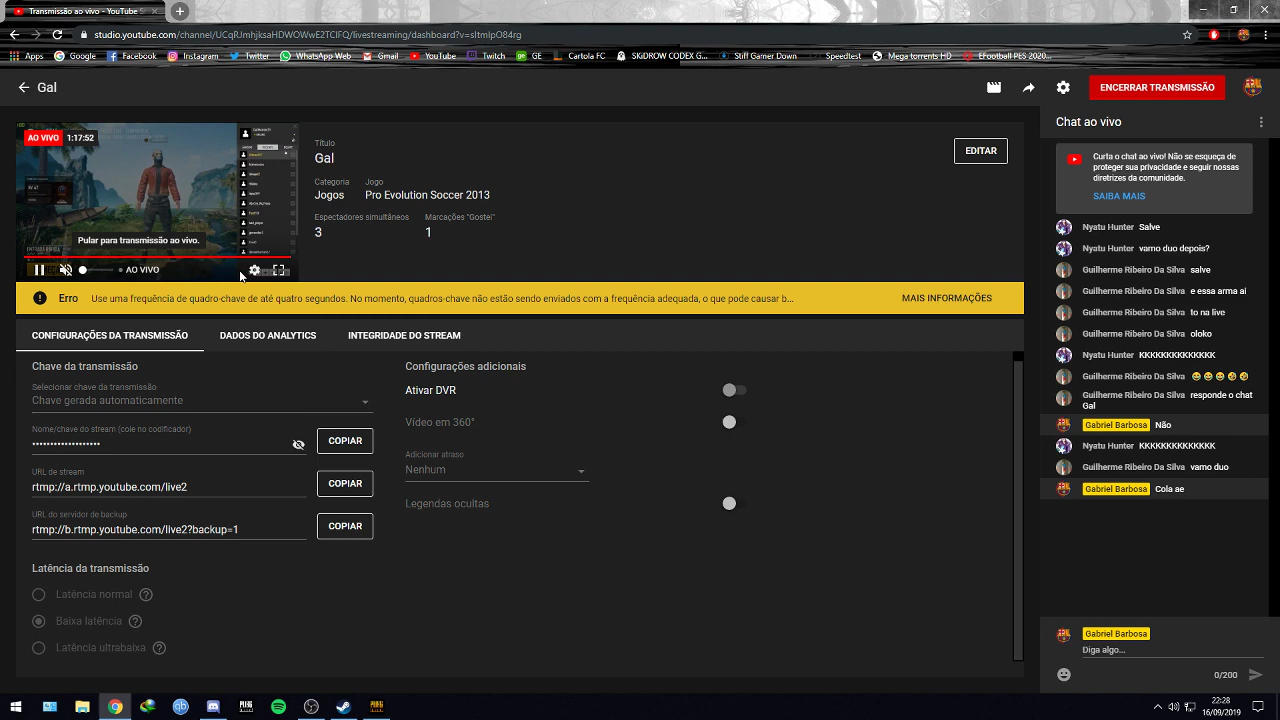 Transmissão ao vivo - YouTube S
studio.youtube.com/channel/UCqRJmhjksaHDWOWwE2TClFQ/livestreaming/dashboard?v=sItmIpO84rg
Apps Google Facebook Instagram Twitter WhatsApp Web Gmail YouTube Twitch GE Cartola FC SKiDROW CODEX G... Stiff Gamer Down Speedtest Mega torrents HD EFootball PES 2020...
Gal
ENCERRAR TRANSMISSÃO
AO VIVO 1:17:52
Pular para transmissão ao vivo.
AO VIVO
Título
Gal
EDITAR
Categoria Jogo
Jogos Pro Evolution Soccer 2013
Espectadores simultâneos Marcações "Gostei"
3 1
Erro Use uma frequência de quadro-chave de até quatro segundos. No momento, quadros-chave não estão sendo enviados com a frequência adequada, o que pode causar b... MAIS INFORMAÇÕES
CONFIGURAÇÕES DA TRANSMISSÃO DADOS DO ANALYTICS INTEGRIDADE DO STREAM
Chave da transmissão
Selecionar chave da transmissão
Chave gerada automaticamente
Nome/chave do stream (cole no codificador)
•••••••••••••••••••
COPIAR
URL de stream
rtmp://a.rtmp.youtube.com/live2
COPIAR
URL do servidor de backup
rtmp://b.rtmp.youtube.com/live2?backup=1
COPIAR
Latência da transmissão
Latência normal
Baixa latência
Latência ultrabaixa
Configurações adicionais
Ativar DVR
Vídeo em 360°
Adicionar atraso
Nenhum
Legendas ocultas
Chat ao vivo
Curta o chat ao vivo! Não se esqueça de
proteger sua privacidade e seguir nossas
diretrizes da comunidade.
SAIBA MAIS
Nyatu Hunter Salve
Nyatu Hunter vamo duo depois?
Guilherme Ribeiro Da Silva salve
Guilherme Ribeiro Da Silva e essa arma ai
Guilherme Ribeiro Da Silva to na live
Guilherme Ribeiro Da Silva oloko
Nyatu Hunter KKKKKKKKKKKKKK
Guilherme Ribeiro Da Silva 😂😂😂🤣🤣
Guilherme Ribeiro Da Silva responde o chat
Gal
Gabriel Barbosa Não
Nyatu Hunter KKKKKKKKKKKKKK
Guilherme Ribeiro Da Silva vamo duo
Gabriel Barbosa Cola ae
Gabriel Barbosa
Diga algo...
0/200
22:28
16/09/2019